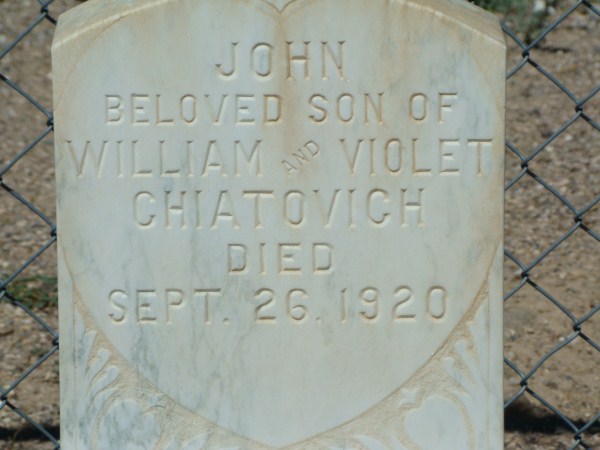 JOHN
BELOVED SON OF
WILLIAM AND VIOLET
CHIATOVICH
DIED
SEPT. 26. 1920